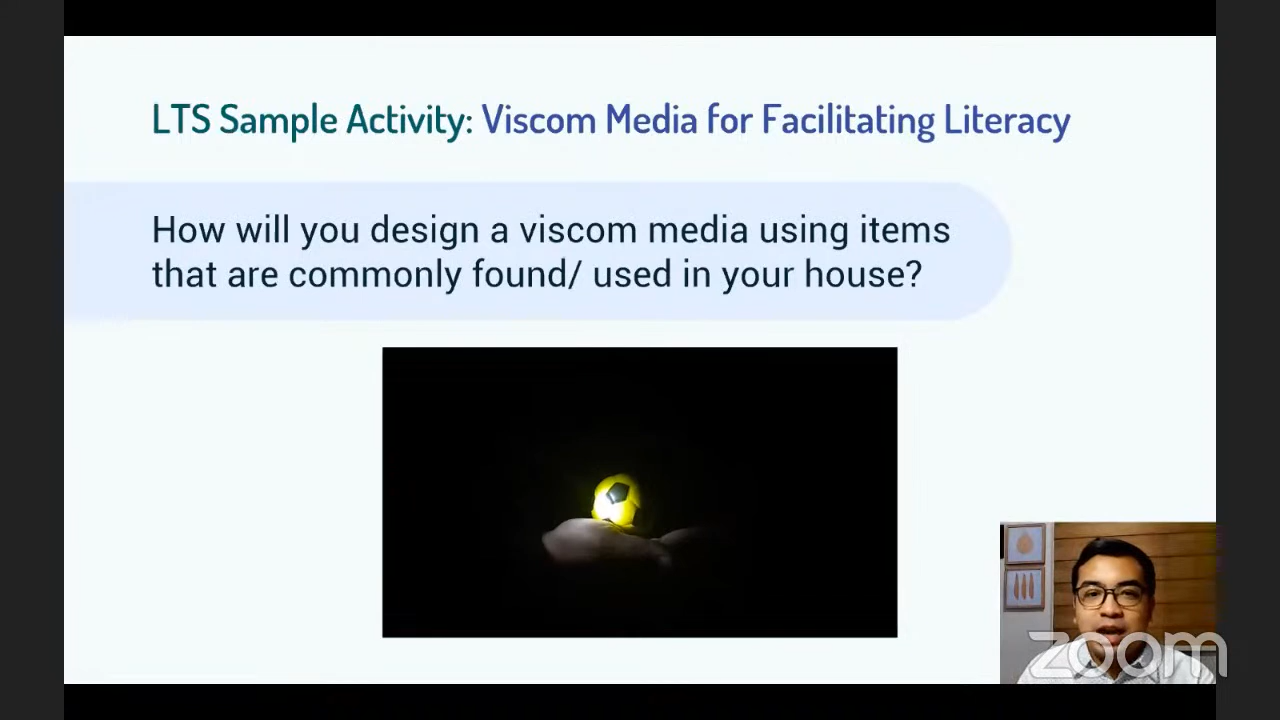 LTS Sample Activity: Viscom Media for Facilitating Literacy
How will you design a viscom media using items
that are commonly found/ used in your house?
zoom